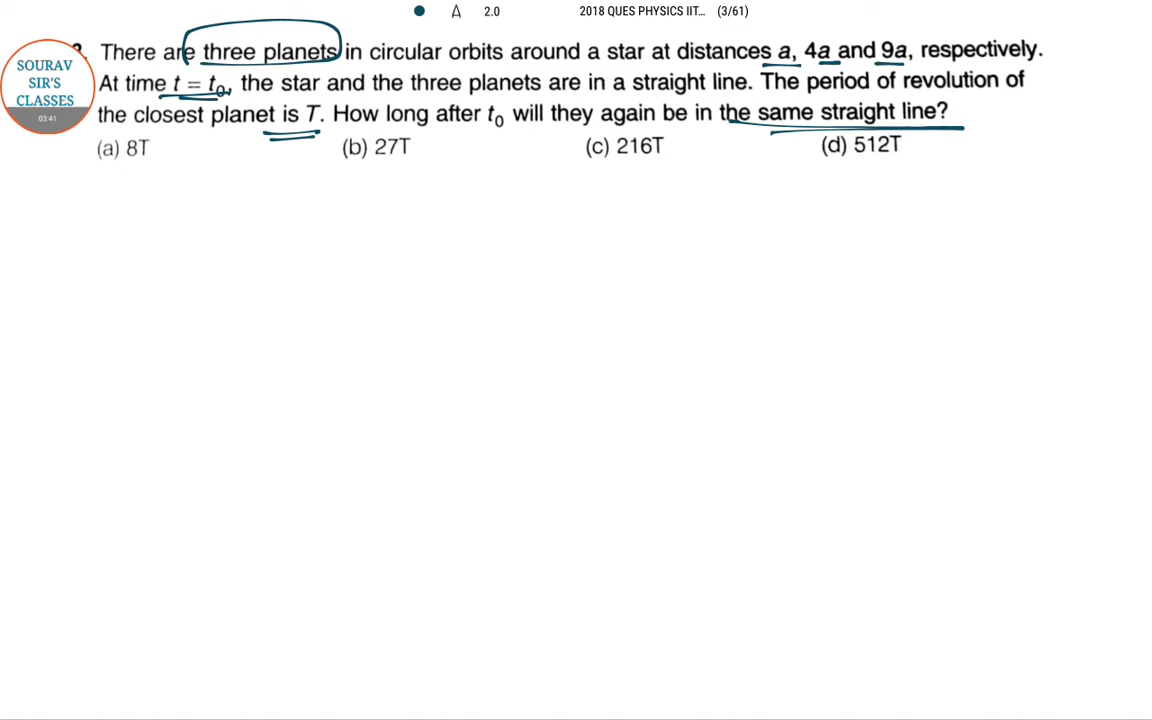 2.0 2018 QUES PHYSICS IIT... (3/61)
There are three planets in circular orbits around a star at distances a, 4a and 9a, respectively.
At time t = t₀, the star and the three planets are in a straight line. The period of revolution of
the closest planet is T. How long after t₀ will they again be in the same straight line?
(a) 8T (b) 27T (c) 216T (d) 512T
SOURAV
SIR'S
CLASSES
03:41